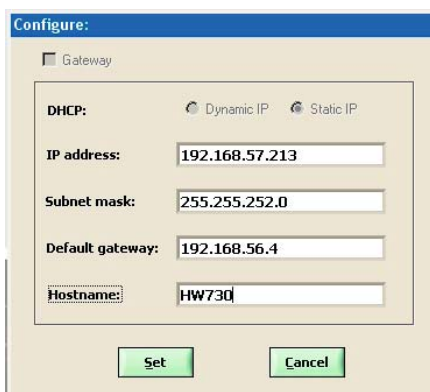 Configure:
Gateway
DHCP: Dynamic IP Static IP
IP address: 192.168.57.213
Subnet mask: 255.255.252.0
Default gateway: 192.168.56.4
Hostname: HW730
Set Cancel